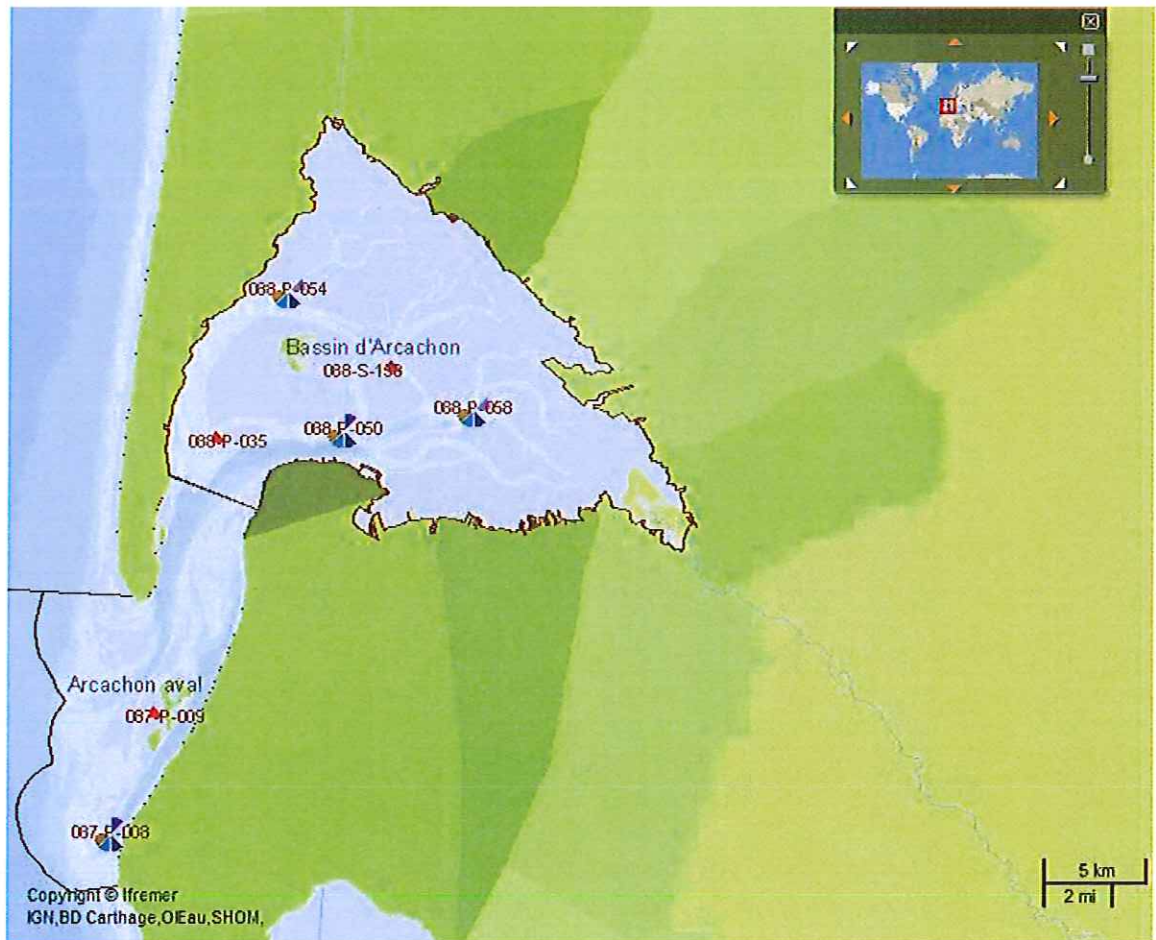 088-P-054
Bassin d'Arcachon
088-S-198
088-P-058
088-P-050
088-P-035
Arcachon aval
087-P-009
087-P-008
5 km
2 mi
Copyright © Ifremer
IGN,BD Carthage,OIEau,SHOM,